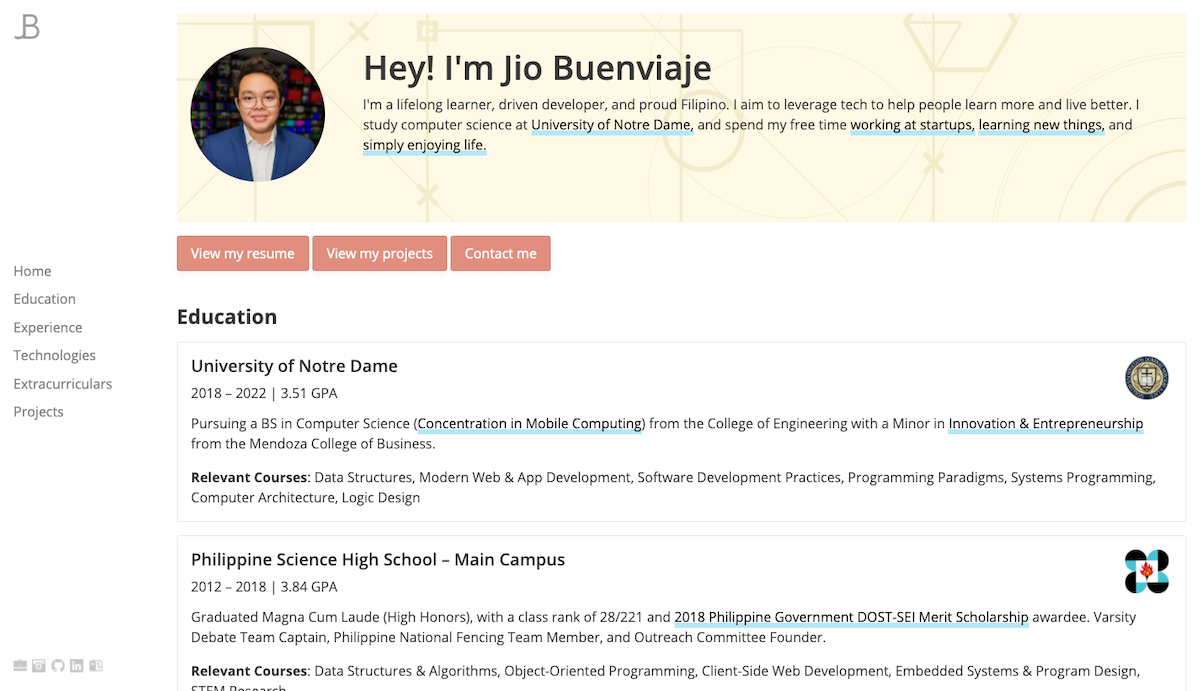 JB
Hey! I'm Jio Buenviaje
I'm a lifelong learner, driven developer, and proud Filipino. I aim to leverage tech to help people learn more and live better. I
study computer science at University of Notre Dame, and spend my free time working at startups, learning new things, and
simply enjoying life.
View my resume View my projects Contact me
Home
Education
Experience
Technologies
Extracurriculars
Projects
Education
University of Notre Dame
2018 – 2022 | 3.51 GPA
Pursuing a BS in Computer Science (Concentration in Mobile Computing) from the College of Engineering with a Minor in Innovation & Entrepreneurship
from the Mendoza College of Business.
Relevant Courses: Data Structures, Modern Web & App Development, Software Development Practices, Programming Paradigms, Systems Programming,
Computer Architecture, Logic Design
Philippine Science High School – Main Campus
2012 – 2018 | 3.84 GPA
Graduated Magna Cum Laude (High Honors), with a class rank of 28/221 and 2018 Philippine Government DOST-SEI Merit Scholarship awardee. Varsity
Debate Team Captain, Philippine National Fencing Team Member, and Outreach Committee Founder.
Relevant Courses: Data Structures & Algorithms, Object-Oriented Programming, Client-Side Web Development, Embedded Systems & Program Design,
STEM Research